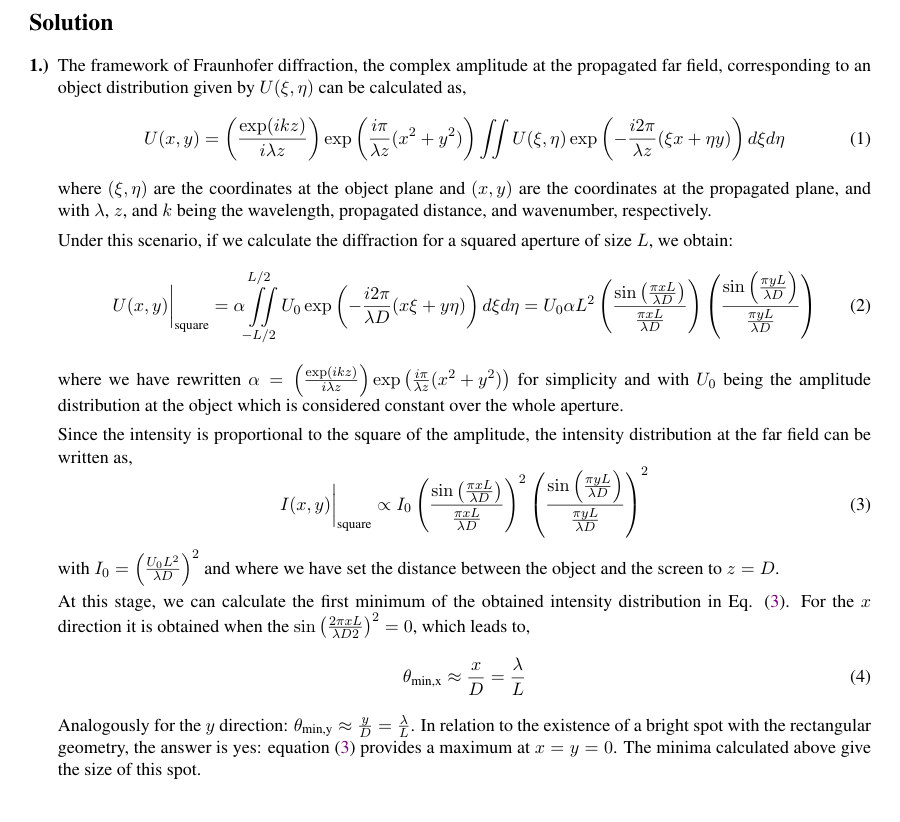 Solution
1.) The framework of Fraunhofer diffraction, the complex amplitude at the propagated far field, corresponding to an
object distribution given by U(ξ, η) can be calculated as,
U(x, y) = (exp(ikz)/iλz) exp (iπ/λz (x² + y²)) ∬ U(ξ, η) exp (−i2π/λz (ξx + ηy)) dξdη (1)
where (ξ, η) are the coordinates at the object plane and (x, y) are the coordinates at the propagated plane, and
with λ, z, and k being the wavelength, propagated distance, and wavenumber, respectively.
Under this scenario, if we calculate the diffraction for a squared aperture of size L, we obtain:
U(x, y)|square = α ∬_{−L/2}^{L/2} U₀ exp (−i2π/λD (xξ + yη)) dξdη = U₀αL² (sin (πxL/λD) / (πxL/λD)) (sin (πyL/λD) / (πyL/λD)) (2)
where we have rewritten α = (exp(ikz)/iλz) exp (iπ/λz (x² + y²)) for simplicity and with U₀ being the amplitude
distribution at the object which is considered constant over the whole aperture.
Since the intensity is proportional to the square of the amplitude, the intensity distribution at the far field can be
written as,
I(x, y)|square ∝ I₀ (sin (πxL/λD) / (πxL/λD))² (sin (πyL/λD) / (πyL/λD))² (3)
with I₀ = (U₀L²/λD)² and where we have set the distance between the object and the screen to z = D.
At this stage, we can calculate the first minimum of the obtained intensity distribution in Eq. (3). For the x
direction it is obtained when the sin (2πxL/λD2)² = 0, which leads to,
θmin,x ≈ x/D = λ/L (4)
Analogously for the y direction: θmin,y ≈ y/D = λ/L. In relation to the existence of a bright spot with the rectangular
geometry, the answer is yes: equation (3) provides a maximum at x = y = 0. The minima calculated above give
the size of this spot.